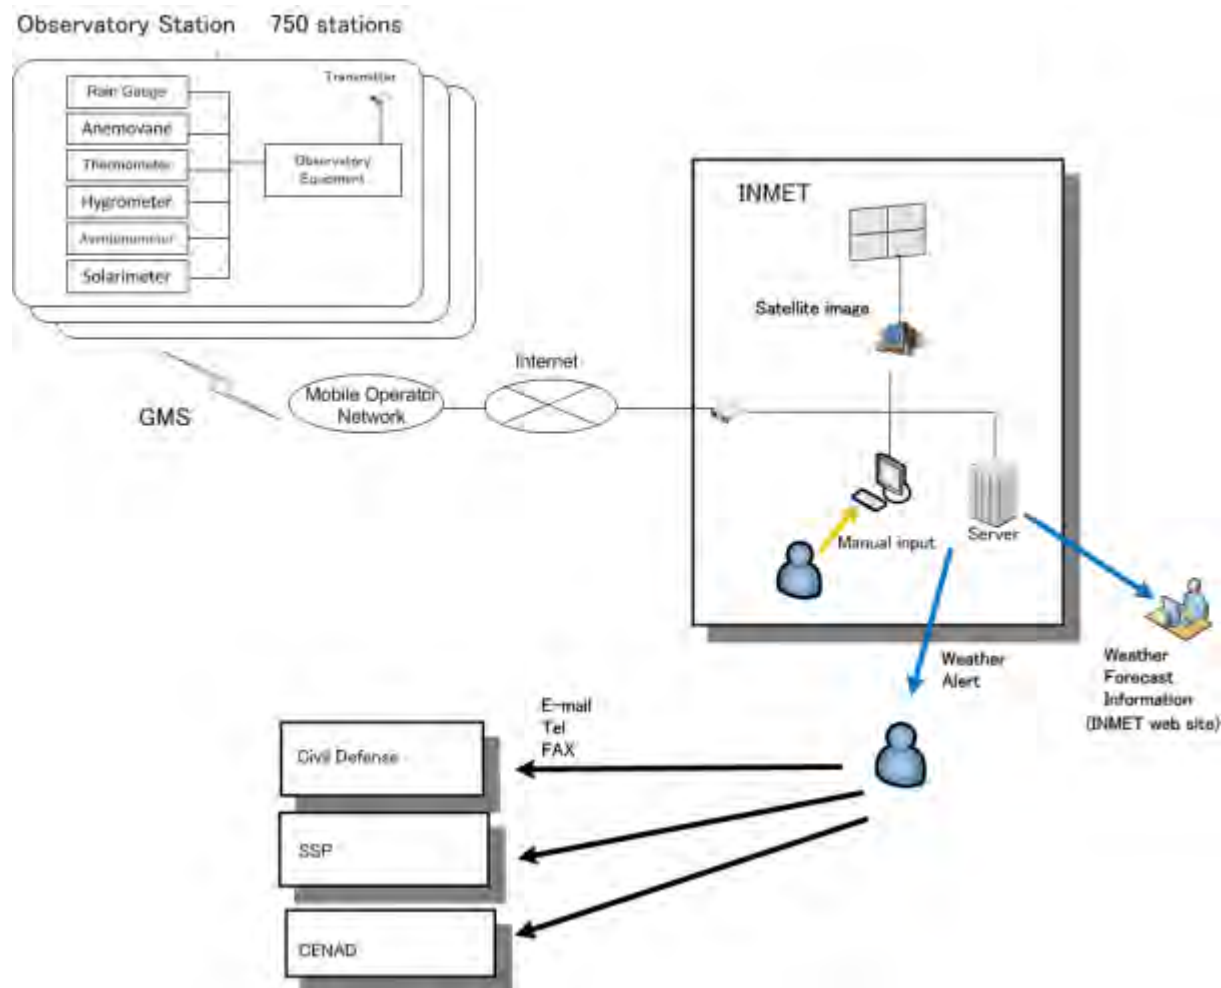 Observatory Station 750 stations
Transmitter
Rain Gauge
Anemovane
Thermometer
Hygrometer
Solarimeter
Observatory
Equipment
GMS
Mobile Operator
Network
Internet
INMET
Satellite image
Manual input
Server
Weather
Alert
Weather
Forecast
Information
(INMET web site)
E-mail
Tel
FAX
Civil Defense
SSP
CENAD